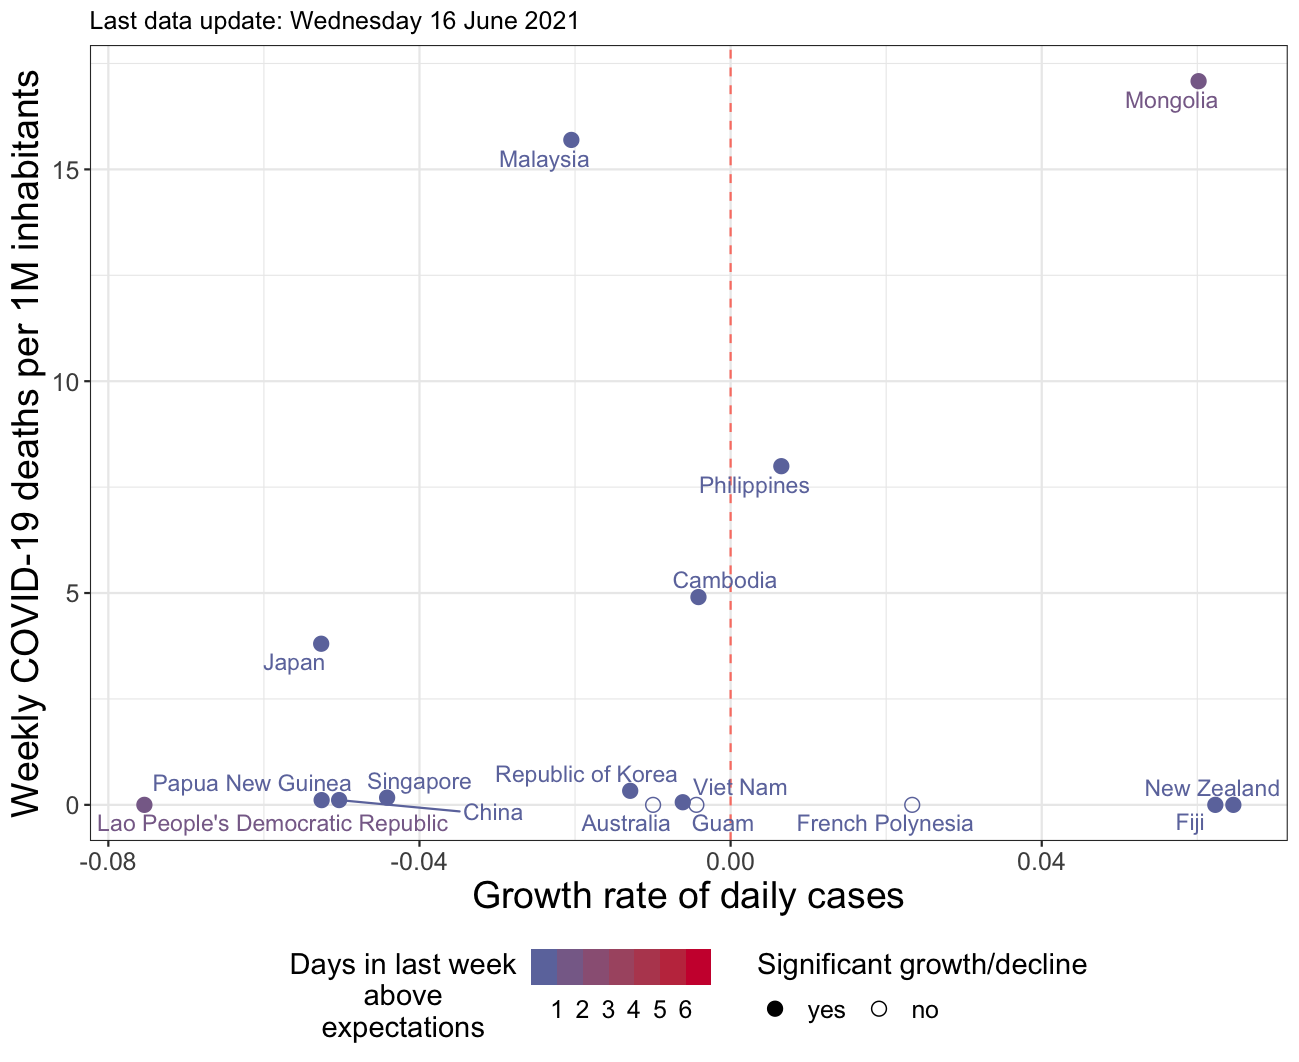 Last data update: Wednesday 16 June 2021
Weekly COVID-19 deaths per 1M inhabitants
15
10
5
0
Mongolia
Malaysia
Philippines
Cambodia
Japan
Republic of Korea
Papua New Guinea
Singapore
Viet Nam
New Zealand
China
Lao People's Democratic Republic
Australia
Guam
French Polynesia
Fiji
-0.08
-0.04
0.00
0.04
Growth rate of daily cases
Days in last week
above
expectations
1 2 3 4 5 6
Significant growth/decline
yes
no